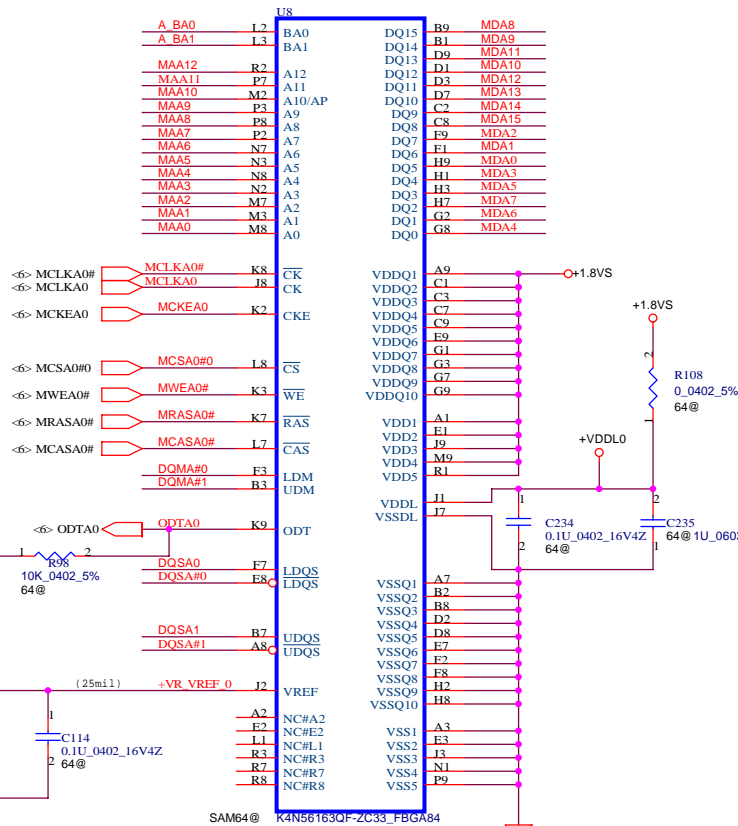 U8
A_BA0 L2 BA0 DQ15 B9 MDA8
A_BA1 L3 BA1 DQ14 B1 MDA9
DQ13 D9 MDA11
MAA12 R2 A12 DQ12 D1 MDA10
MAA11 P7 A11 DQ11 D3 MDA12
MAA10 M2 A10/AP DQ10 D7 MDA13
MAA9 P3 A9 DQ9 C2 MDA14
MAA8 P8 A8 DQ8 C8 MDA15
MAA7 P2 A7 DQ7 F9 MDA2
MAA6 N7 A6 DQ6 F1 MDA1
MAA5 N3 A5 DQ5 H9 MDA0
MAA4 N8 A4 DQ4 H1 MDA3
MAA3 N2 A3 DQ3 H3 MDA5
MAA2 M7 A2 DQ2 H7 MDA7
MAA1 M3 A1 DQ1 G2 MDA6
MAA0 M8 A0 DQ0 G8 MDA4
<6> MCLKA0# MCLKA0# K8 CK VDDQ1 A9 +1.8VS
<6> MCLKA0 MCLKA0 J8 CK VDDQ2 C1
VDDQ3 C3
<6> MCKEA0 MCKEA0 K2 CKE VDDQ4 C7 +1.8VS
VDDQ5 C9
VDDQ6 E9
VDDQ7 G1 2
<6> MCSA0#0 MCSA0#0 L8 CS VDDQ8 G3 R108
VDDQ9 G7 0_0402_5%
<6> MWEA0# MWEA0# K3 WE VDDQ10 G9 64@
<6> MRASA0# MRASA0# K7 RAS VDD1 A1 1
VDD2 E1 +VDDL0
<6> MCASA0# MCASA0# L7 CAS VDD3 J9
VDD4 M9
DQMA#0 F3 LDM VDD5 R1
DQMA#1 B3 UDM
VDDL J1 1 2
VSSDL J7
<6> ODTA0 ODTA0 K9 ODT C234 C235
0.1U_0402_16V4Z 64@
2 64@ 1
1 R98 2
10K_0402_5%
64@
DQSA0 F7 LDQS
DQSA#0 E8 LDQS VSSQ1 A7
VSSQ2 B2
VSSQ3 B8
VSSQ4 D2
DQSA1 B7 UDQS VSSQ5 D8
DQSA#1 A8 UDQS VSSQ6 E7
VSSQ7 F2
VSSQ8 F8
(25mil) +VR_VREF_0 J2 VREF VSSQ9 H2
VSSQ10 H8
1 A2 NC#A2
C114 E2 NC#E2 VSS1 A3
0.1U_0402_16V4Z L1 NC#L1 VSS2 E3
2 64@ R3 NC#R3 VSS3 J3
R7 NC#R7 VSS4 N1
R8 NC#R8 VSS5 P9
SAM64@ K4N56163QF-ZC33_FBGA84